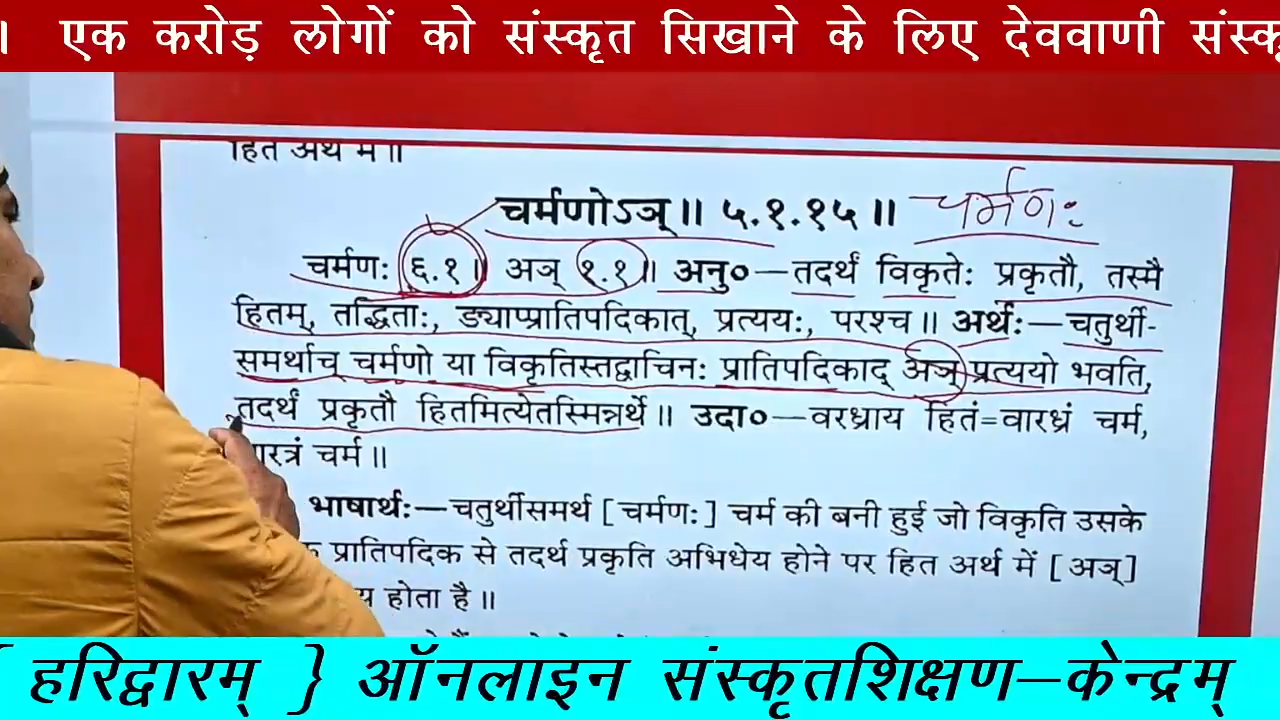 । एक करोड़ लोगों को संस्कृत सिखाने के लिए देववाणी
हित अर्थ में ॥
चर्मणोऽञ् ॥ ५.१.१५ ॥ चर्मणः
चर्मणः ६.१ ॥ अञ् १.१ ॥ अनु०—तदर्थं विकृतेः प्रकृतौ, तस्मै
हितम्, तद्धिताः, ङ्याप्प्रातिपदिकात्, प्रत्ययः, परश्च ॥ अर्थः—चतुर्थी-
समर्थाच् चर्मणो या विकृतिस्तद्वाचिनः प्रातिपदिकाद् अञ् प्रत्ययो भवति,
तदर्थं प्रकृतौ हितमित्येतस्मिन्नर्थे ॥ उदा०—वरध्राय हितं=वारध्रं चर्म,
चर्म ॥
भाषार्थः—चतुर्थीसमर्थ [चर्मणः] चर्म की बनी हुई जो विकृति उसके
प्रातिपदिक से तदर्थ प्रकृति अभिधेय होने पर हित अर्थ में [अञ्]
होता है ॥
{ हरिद्वारम् } ऑनलाइन संस्कृतशिक्षण–केन्द्रम्